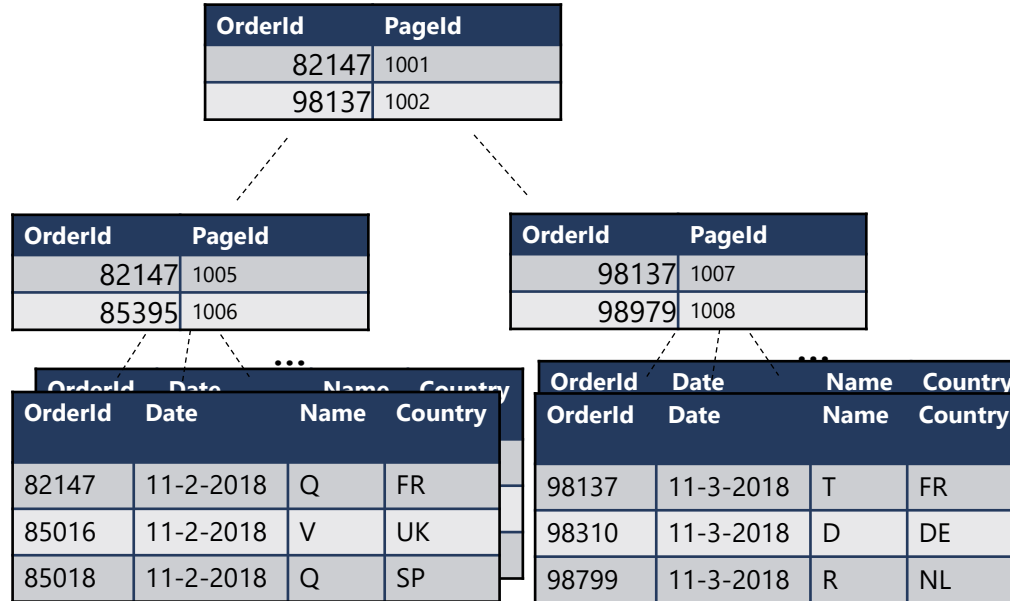 OrderId PageId
82147 1001
98137 1002
OrderId PageId
82147 1005
85395 1006
OrderId PageId
98137 1007
98979 1008
...
...
OrderId Date Name Country
OrderId Date Name Country
82147 11-2-2018 Q FR
85016 11-2-2018 V UK
85018 11-2-2018 Q SP
OrderId Date Name Country
OrderId Date Name Country
98137 11-3-2018 T FR
98310 11-3-2018 D DE
98799 11-3-2018 R NL